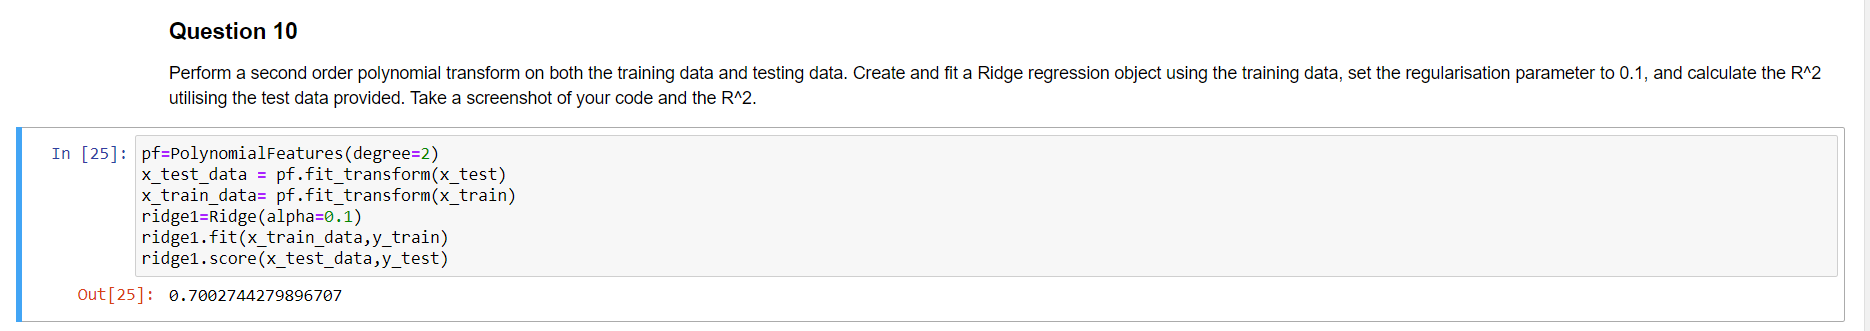 Question 10
Perform a second order polynomial transform on both the training data and testing data. Create and fit a Ridge regression object using the training data, set the regularisation parameter to 0.1, and calculate the R^2
utilising the test data provided. Take a screenshot of your code and the R^2.
In [25]: pf=PolynomialFeatures(degree=2)
x_test_data = pf.fit_transform(x_test)
x_train_data= pf.fit_transform(x_train)
ridge1=Ridge(alpha=0.1)
ridge1.fit(x_train_data,y_train)
ridge1.score(x_test_data,y_test)
Out[25]: 0.7002744279896707